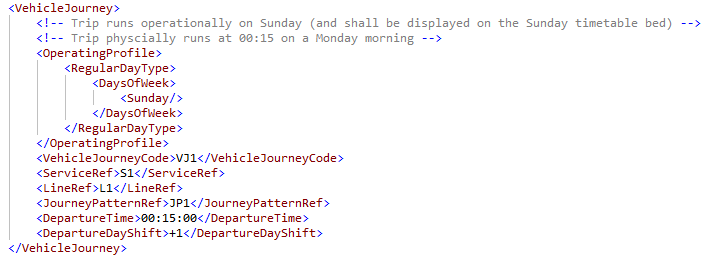 <VehicleJourney>
<!-- Trip runs operationally on Sunday (and shall be displayed on the Sunday timetable bed) -->
<!-- Trip physcially runs at 00:15 on a Monday morning -->
<OperatingProfile>
<RegularDayType>
<DaysOfWeek>
<Sunday/>
</DaysOfWeek>
</RegularDayType>
</OperatingProfile>
<VehicleJourneyCode>VJ1</VehicleJourneyCode>
<ServiceRef>S1</ServiceRef>
<LineRef>L1</LineRef>
<JourneyPatternRef>JP1</JourneyPatternRef>
<DepartureTime>00:15:00</DepartureTime>
<DepartureDayShift>+1</DepartureDayShift>
</VehicleJourney>